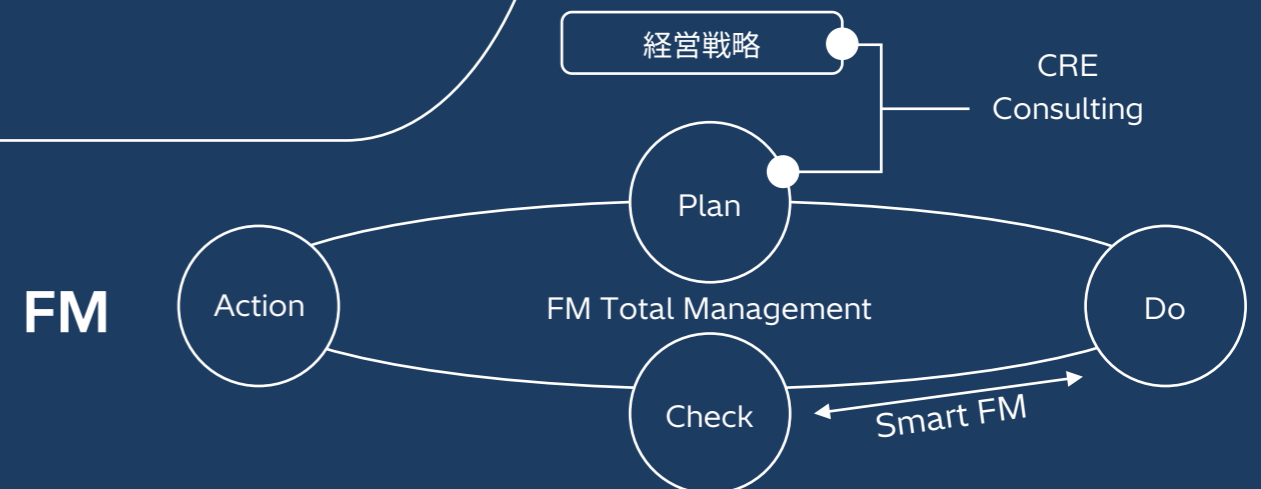 経営戦略
CRE
Consulting
Plan
FM
Action
FM Total Management
Do
Check
Smart FM